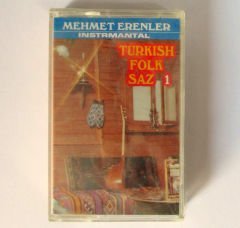 MEHMET ERENLER
INSTRMANTAL
TURKISH
FOLK
SAZ 1